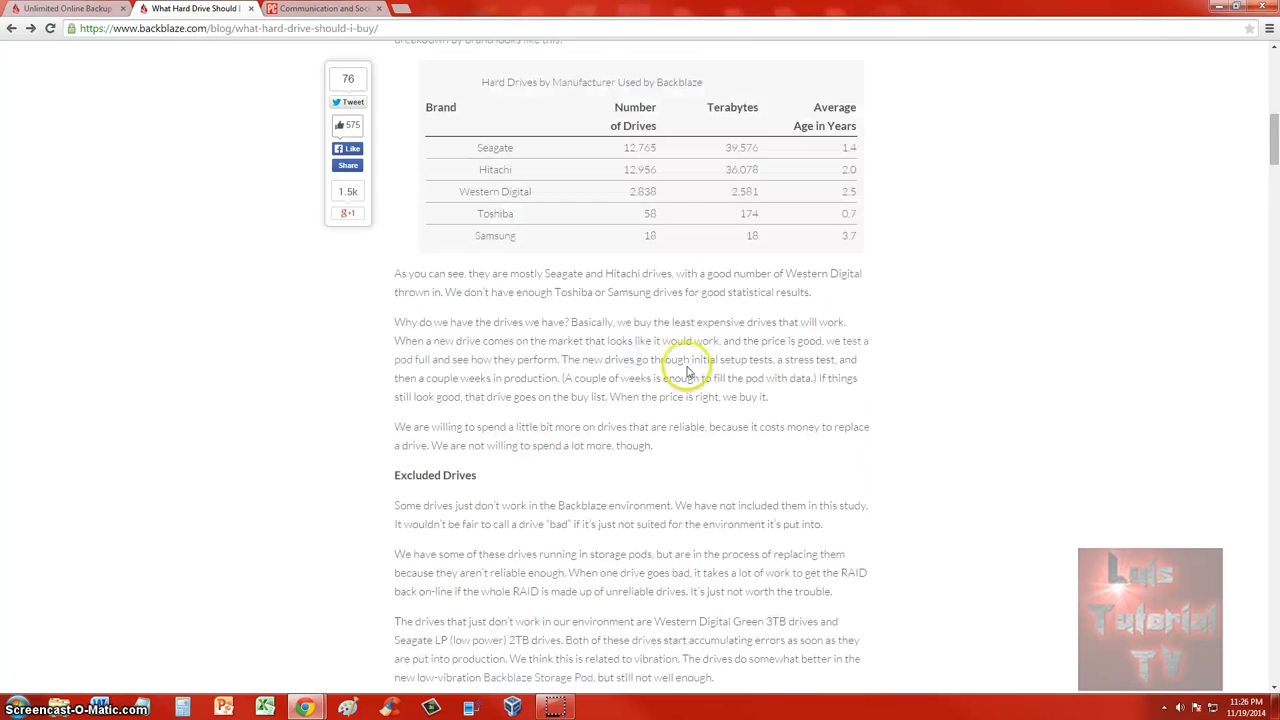 Unlimited Online Backup
What Hard Drive Should I
Communication and Soc
https://www.backblaze.com/blog/what-hard-drive-should-i-buy/
breakdown by brand looks like this:
76
Tweet
575
Like
Share
1.5k
g+1
Hard Drives by Manufacturer Used by Backblaze
Brand Number of Drives Terabytes Average Age in Years
Seagate 12,765 39,576 1.4
Hitachi 12,956 36,078 2.0
Western Digital 2,838 2,581 2.5
Toshiba 58 174 0.7
Samsung 18 18 3.7
As you can see, they are mostly Seagate and Hitachi drives, with a good number of Western Digital
thrown in. We don't have enough Toshiba or Samsung drives for good statistical results.
Why do we have the drives we have? Basically, we buy the least expensive drives that will work.
When a new drive comes on the market that looks like it would work, and the price is good, we test a
pod full and see how they perform. The new drives go through initial setup tests, a stress test, and
then a couple weeks in production. (A couple of weeks is enough to fill the pod with data.) If things
still look good, that drive goes on the buy list. When the price is right, we buy it.
We are willing to spend a little bit more on drives that are reliable, because it costs money to replace
a drive. We are not willing to spend a lot more, though.
Excluded Drives
Some drives just don't work in the Backblaze environment. We have not included them in this study.
It wouldn't be fair to call a drive "bad" if it's just not suited for the environment it's put into.
We have some of these drives running in storage pods, but are in the process of replacing them
because they aren't reliable enough. When one drive goes bad, it takes a lot of work to get the RAID
back on-line if the whole RAID is made up of unreliable drives. It's just not worth the trouble.
The drives that just don't work in our environment are Western Digital Green 3TB drives and
Seagate LP (low power) 2TB drives. Both of these drives start accumulating errors as soon as they
are put into production. We think this is related to vibration. The drives do somewhat better in the
new low-vibration Backblaze Storage Pod, but still not well enough.
Luis
Tutorial
TV
Screencast-O-Matic.com
11:26 PM
11/19/2014